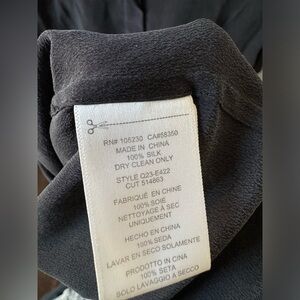 RN# 105230 CA#58350
MADE IN CHINA
100% SILK
DRY CLEAN ONLY
STYLE Q23-E422
CUT 514863
FABRIQUÉ EN CHINE
100% SOIE
NETTOYAGE À SEC
UNIQUEMENT
HECHO EN CHINA
100% SEDA
LAVAR EN SECO SOLAMENTE
PRODOTTO IN CINA
100% SETA
SOLO LAVAGGIO A SECCO